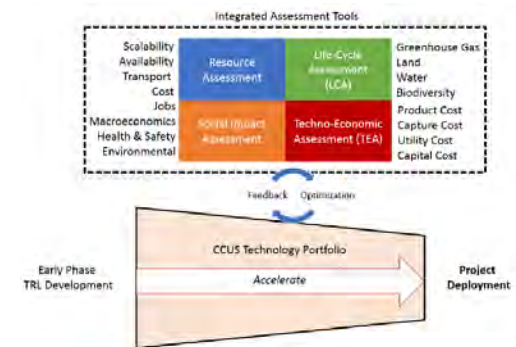 Integrated Assessment Tools
Scalability
Availability
Transport
Cost
Jobs
Macroeconomics
Health & Safety
Environmental
Resource
Assessment
Life-Cycle
Assessment
(LCA)
Social Impact
Assessment
Techno-Economic
Assessment (TEA)
Greenhouse Gas
Land
Water
Biodiversity
Product Cost
Capture Cost
Utility Cost
Capital Cost
Feedback
Optimization
CCUS Technology Portfolio
Early Phase
TRL Development
Accelerate
Project
Deployment